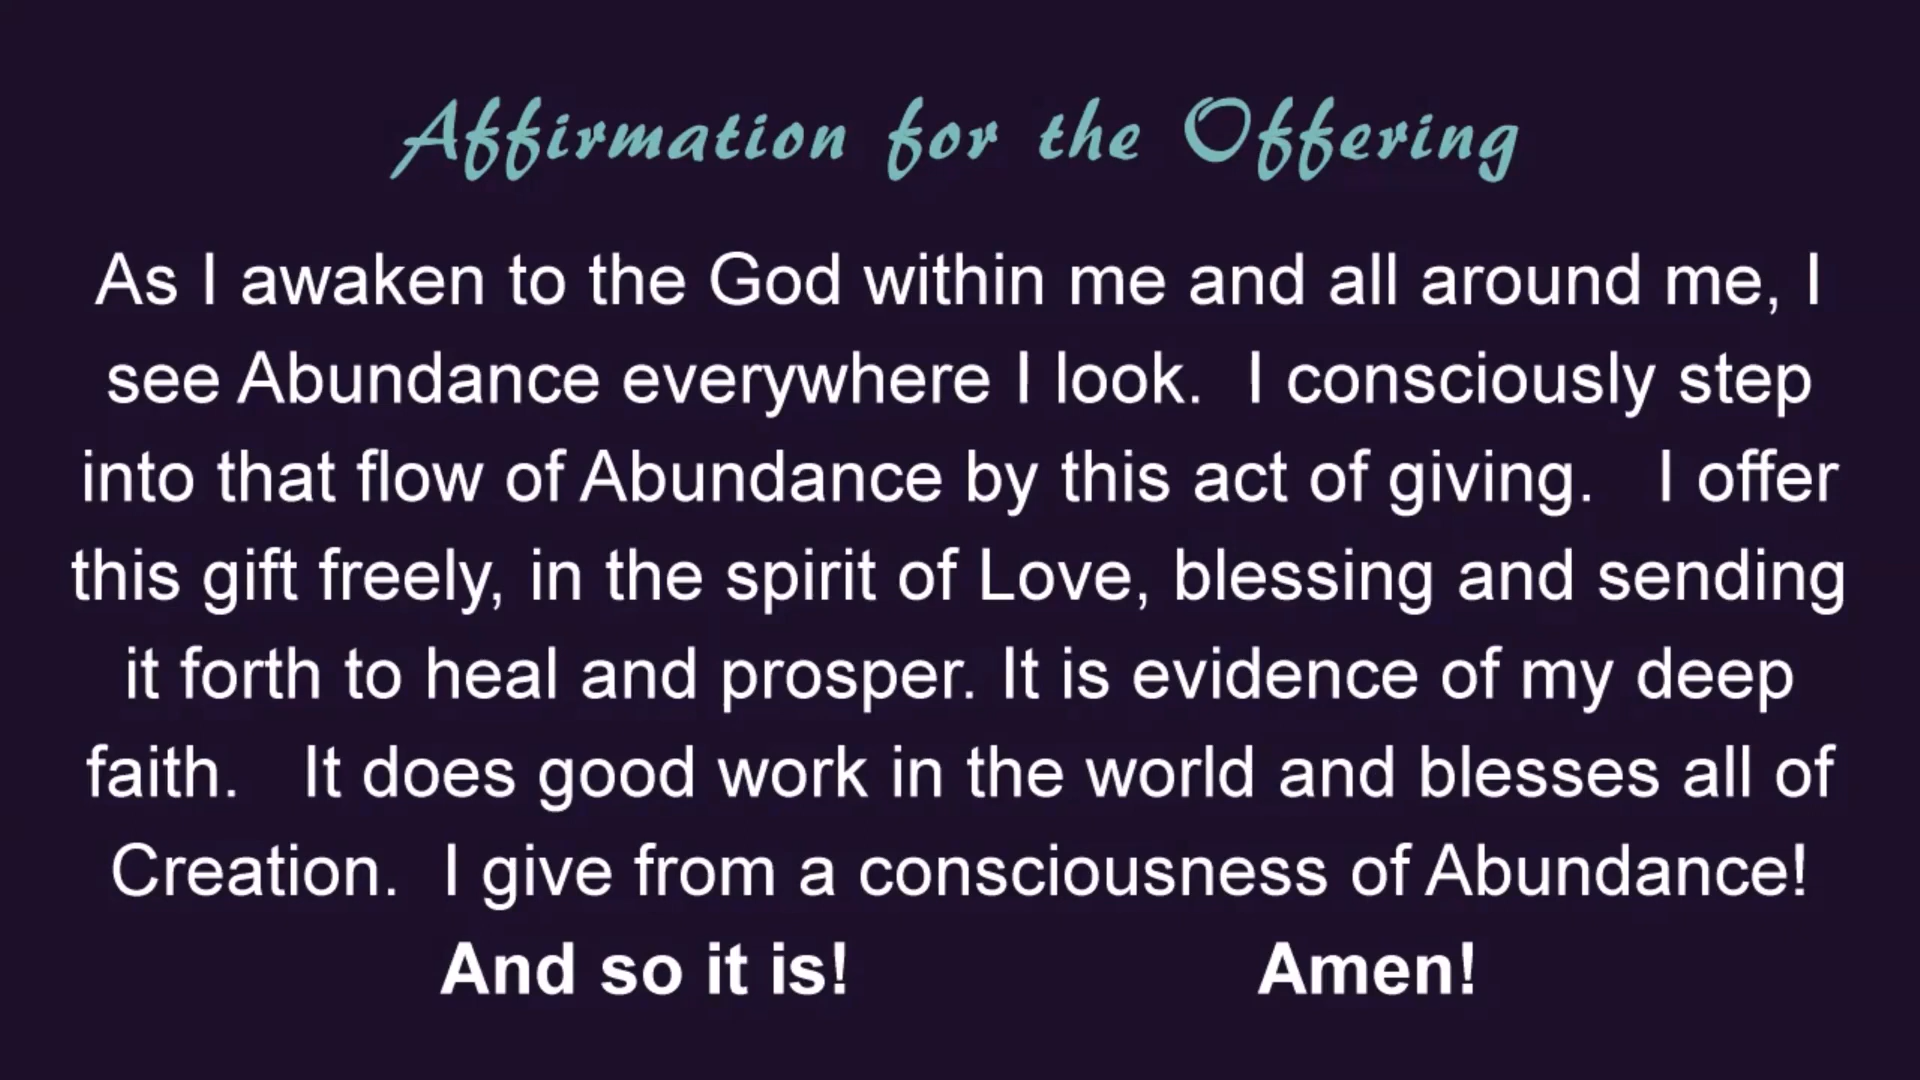 Affirmation for the Offering
As I awaken to the God within me and all around me, I
see Abundance everywhere I look.  I consciously step
into that flow of Abundance by this act of giving.   I offer
this gift freely, in the spirit of Love, blessing and sending
it forth to heal and prosper. It is evidence of my deep
faith.   It does good work in the world and blesses all of
Creation.  I give from a consciousness of Abundance!
And so it is!                    Amen!